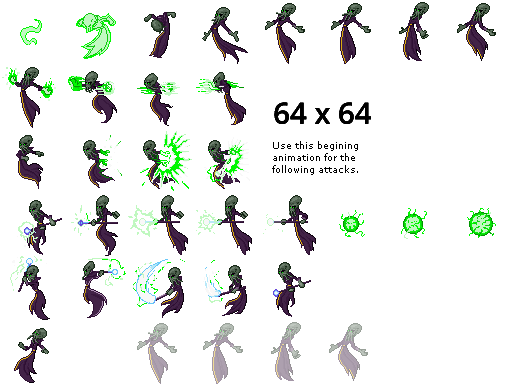 64 x 64
Use this begining
animation for the
following attacks.